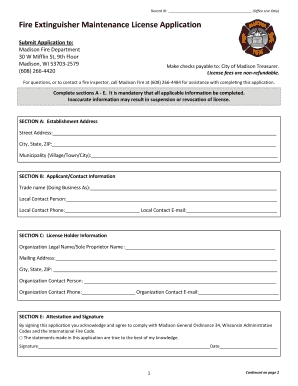 Record #: ____________________ (Office Use Only)
Fire Extinguisher Maintenance License Application
Submit Application to:
Madison Fire Department
30 W Mifflin St, 9th Floor
Madison, WI 53703-2579
(608) 266-4420
Make checks payable to: City of Madison Treasurer.
License fees are non-refundable.
For questions, or to contact a fire inspector, call Madison Fire at (608) 266-4484 for assistance with completing this application.
Complete sections A - E. It is mandatory that all applicable information be completed.
Inaccurate information may result in suspension or revocation of license.
SECTION A: Establishment Address
Street Address:
City, State, ZIP:
Municipality (Village/Town/City):
SECTION B: Applicant/Contact Information
Trade name (Doing Business As):
Local Contact Person:
Local Contact Phone: Local Contact E-mail:
SECTION C: License Holder Information
Organization Legal Name/Sole Proprietor Name:
Mailing Address:
City, State, ZIP:
Organization Contact Person:
Organization Contact Phone: Organization Contact E-mail:
SECTION E: Attestation and Signature
By signing this application you acknowledge and agree to comply with Madison General Ordinance 34, Wisconsin Administrative
Codes and the International Fire Code.
The statements made in this application are true to the best of my knowledge.
Signature Date
1
Continued on page 2